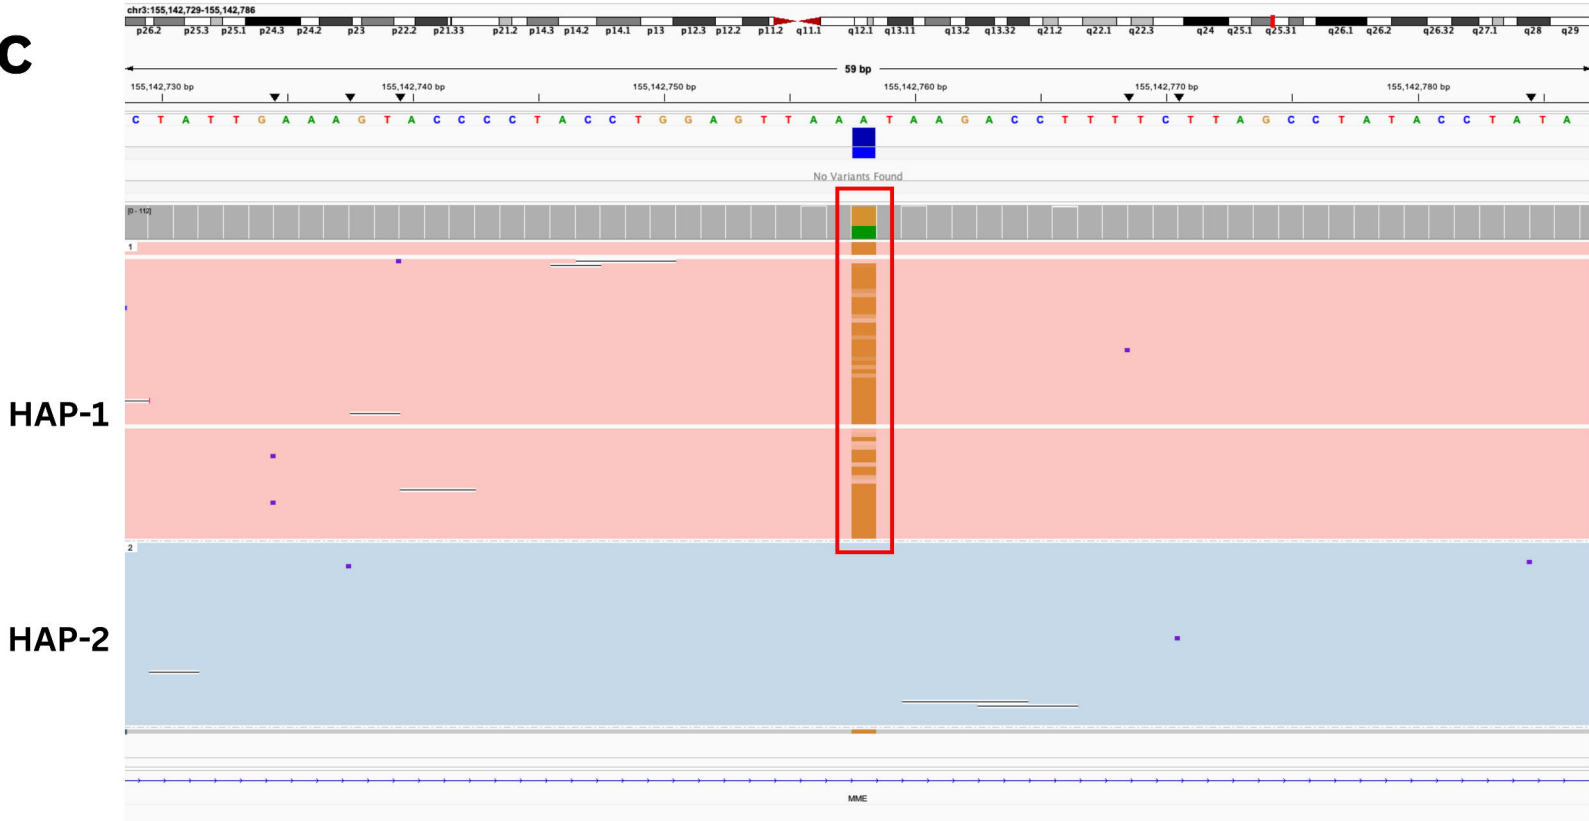 C
chr3:155,142,729-155,142,786
p26.2 p25.3 p25.1 p24.3 p24.2 p23 p22.2 p21.33 p21.2 p14.3 p14.2 p14.1 p13 p12.3 p12.2 p11.2 q11.1 q12.1 q13.11 q13.2 q13.32 q21.2 q22.1 q22.3 q24 q25.1 q25.31 q26.1 q26.2 q26.32 q27.1 q28 q29
59 bp
155,142,730 bp 155,142,740 bp 155,142,750 bp 155,142,760 bp 155,142,770 bp 155,142,780 bp
C T A T T G A A A G T A C C C C T A C C T G G A G T T A A A T A A G A C C T T T C T T A G C C T A T A C C T A T A
No Variants Found
[0 - 112]
1
HAP-1
2
HAP-2
MME